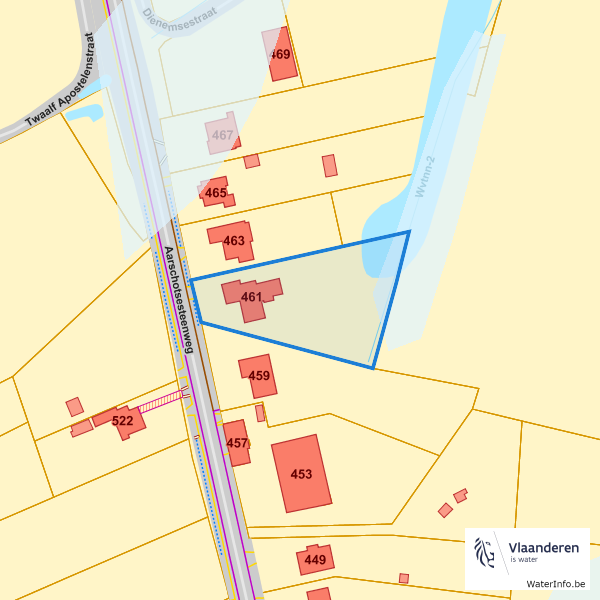 Dienemsestraat
Twaalf Apostelenstraat
469
467
465
463
Wvtnn-2
Aarschotsesteenweg
461
459
522
457
453
449
Vlaanderen
is water
WaterInfo.be